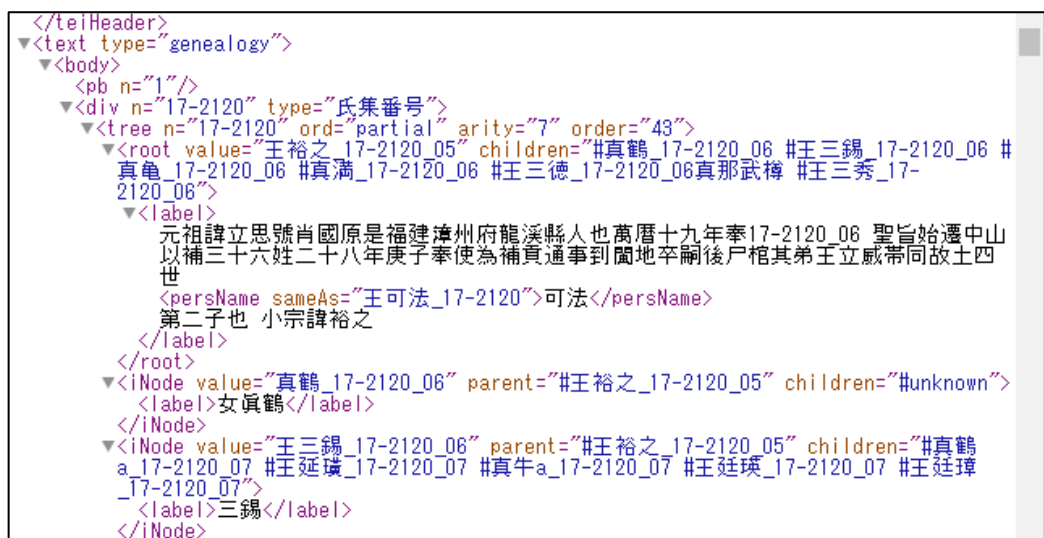 </teiHeader>
▼<text type="genealogy">
▼<body>
<pb n="1"/>
▼<div n="17-2120" type="氏集番号">
▼<tree n="17-2120" ord="partial" arity="7" order="43">
▼<root value="王裕之_17-2120_05" children="#真鶴_17-2120_06 #王三錫_17-2120_06 #
真亀_17-2120_06 #真満_17-2120_06 #王三徳_17-2120_06真那武樽 #王三秀_17-
2120_06">
▼<label>
元祖諱立思號肖國原是福建漳州府龍溪縣人也萬暦十九年奉17-2120_06 聖旨始遷中山
以補三十六姓二十八年庚子奉使為補貢通事到閩地卒嗣後尸棺其弟王立威帯同故土四
世
<persName sameAs="王可法_17-2120">可法</persName>
第二子也 小宗諱裕之
</label>
</root>
▼<iNode value="真鶴_17-2120_06" parent="#王裕之_17-2120_05" children="#unknown">
<label>女眞鶴</label>
</iNode>
▼<iNode value="王三錫_17-2120_06" parent="#王裕之_17-2120_05" children="#真鶴
a_17-2120_07 #王延璜_17-2120_07 #真牛a_17-2120_07 #王廷瑛_17-2120_07 #王廷璋
_17-2120_07">
<label>三錫</label>
</iNode>